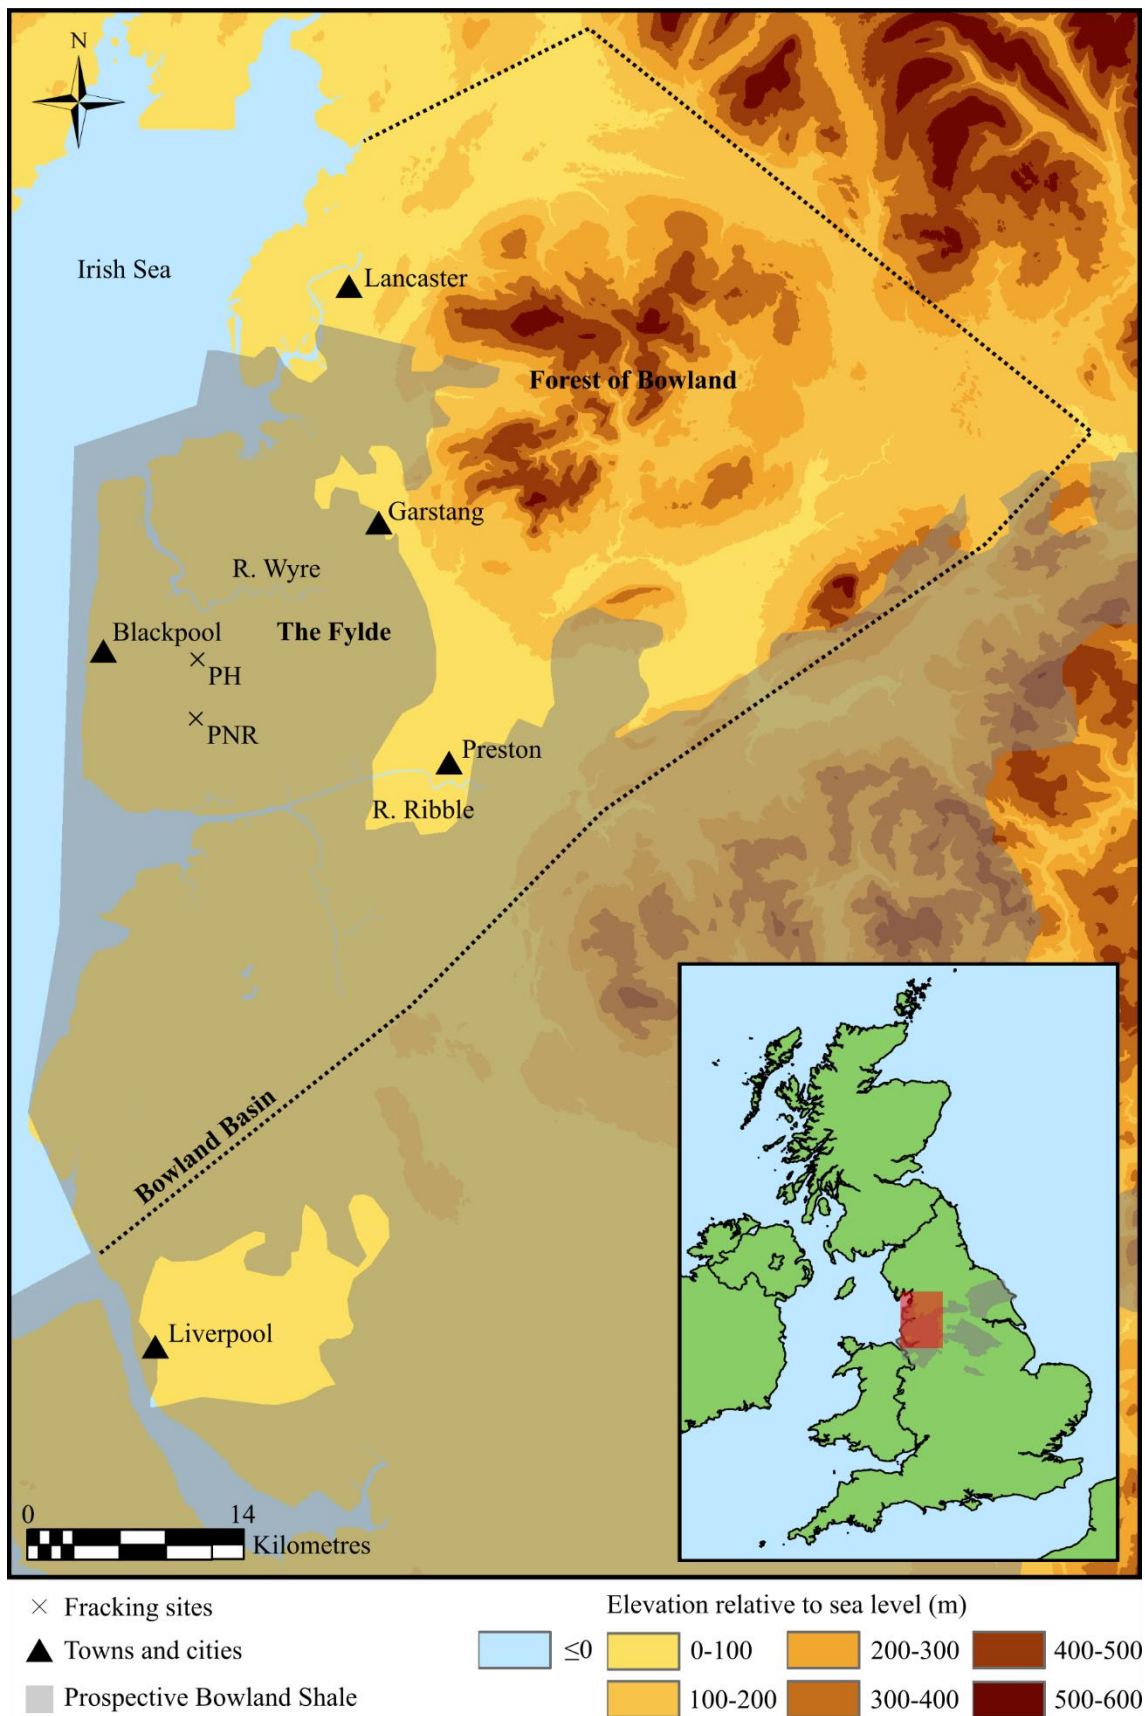 N
Irish Sea
Lancaster
Forest of Bowland
Garstang
R. Wyre
Blackpool
The Fylde
PH
PNR
Preston
R. Ribble
Bowland Basin
Liverpool
0 14
Kilometres
Fracking sites
Towns and cities
Prospective Bowland Shale
Elevation relative to sea level (m)
≤0 0-100 200-300 400-500
100-200 300-400 500-600